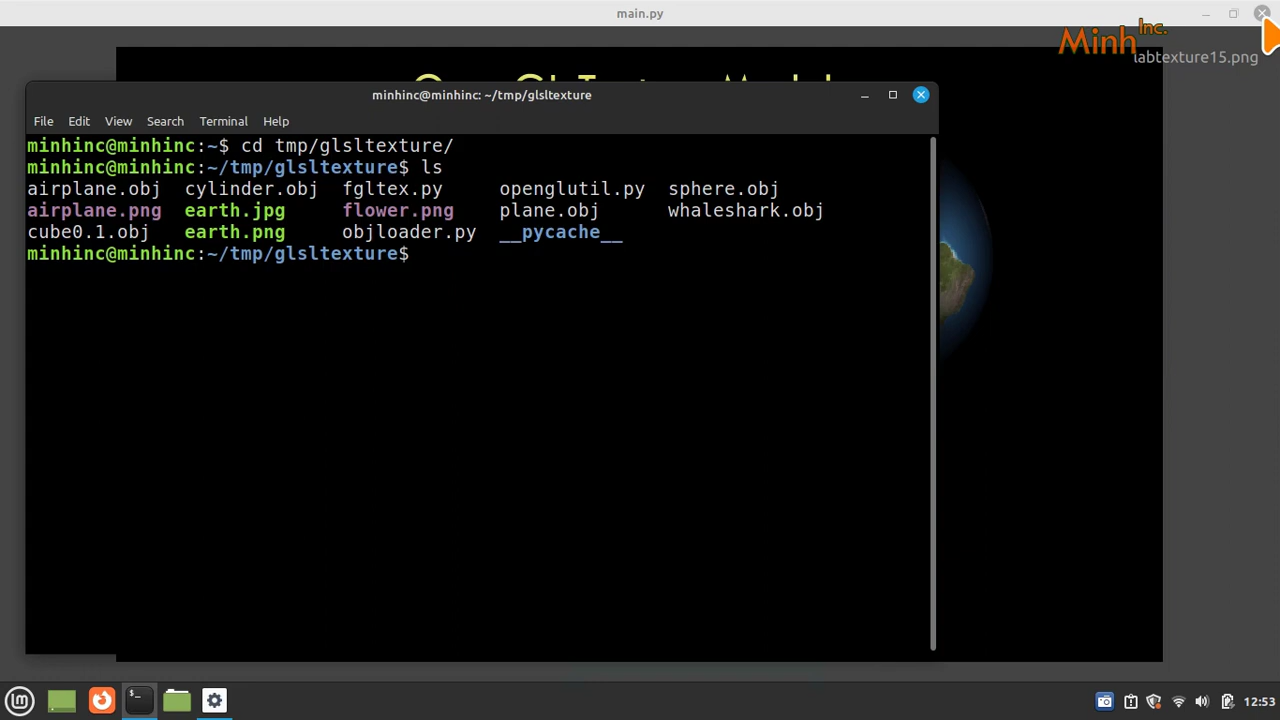 main.py
Minh Inc.
labtexture15.png
minhinc@minhinc: ~/tmp/glsltexture
File Edit View Search Terminal Help
minhinc@minhinc:~$ cd tmp/glsltexture/
minhinc@minhinc:~/tmp/glsltexture$ ls
airplane.obj cylinder.obj fgltex.py openglutil.py sphere.obj
airplane.png earth.jpg flower.png plane.obj whaleshark.obj
cube0.1.obj earth.png objloader.py __pycache__
minhinc@minhinc:~/tmp/glsltexture$
12:53